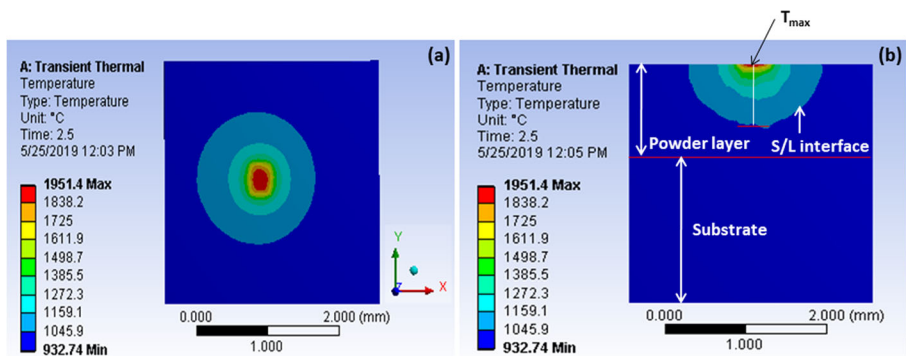 (a)
A: Transient Thermal
Temperature
Type: Temperature
Unit: °C
Time: 2.5
5/25/2019 12:03 PM
1951.4 Max
1838.2
1725
1611.9
1498.7
1385.5
1272.3
1159.1
1045.9
932.74 Min
Y
Z
X
0.000
2.000 (mm)
1.000
Tmax
(b)
A: Transient Thermal
Temperature
Type: Temperature
Unit: °C
Time: 2.5
5/25/2019 12:05 PM
1951.4 Max
1838.2
1725
1611.9
1498.7
1385.5
1272.3
1159.1
1045.9
932.74 Min
Powder layer
S/L interface
Substrate
0.000
2.000 (mm)
1.000